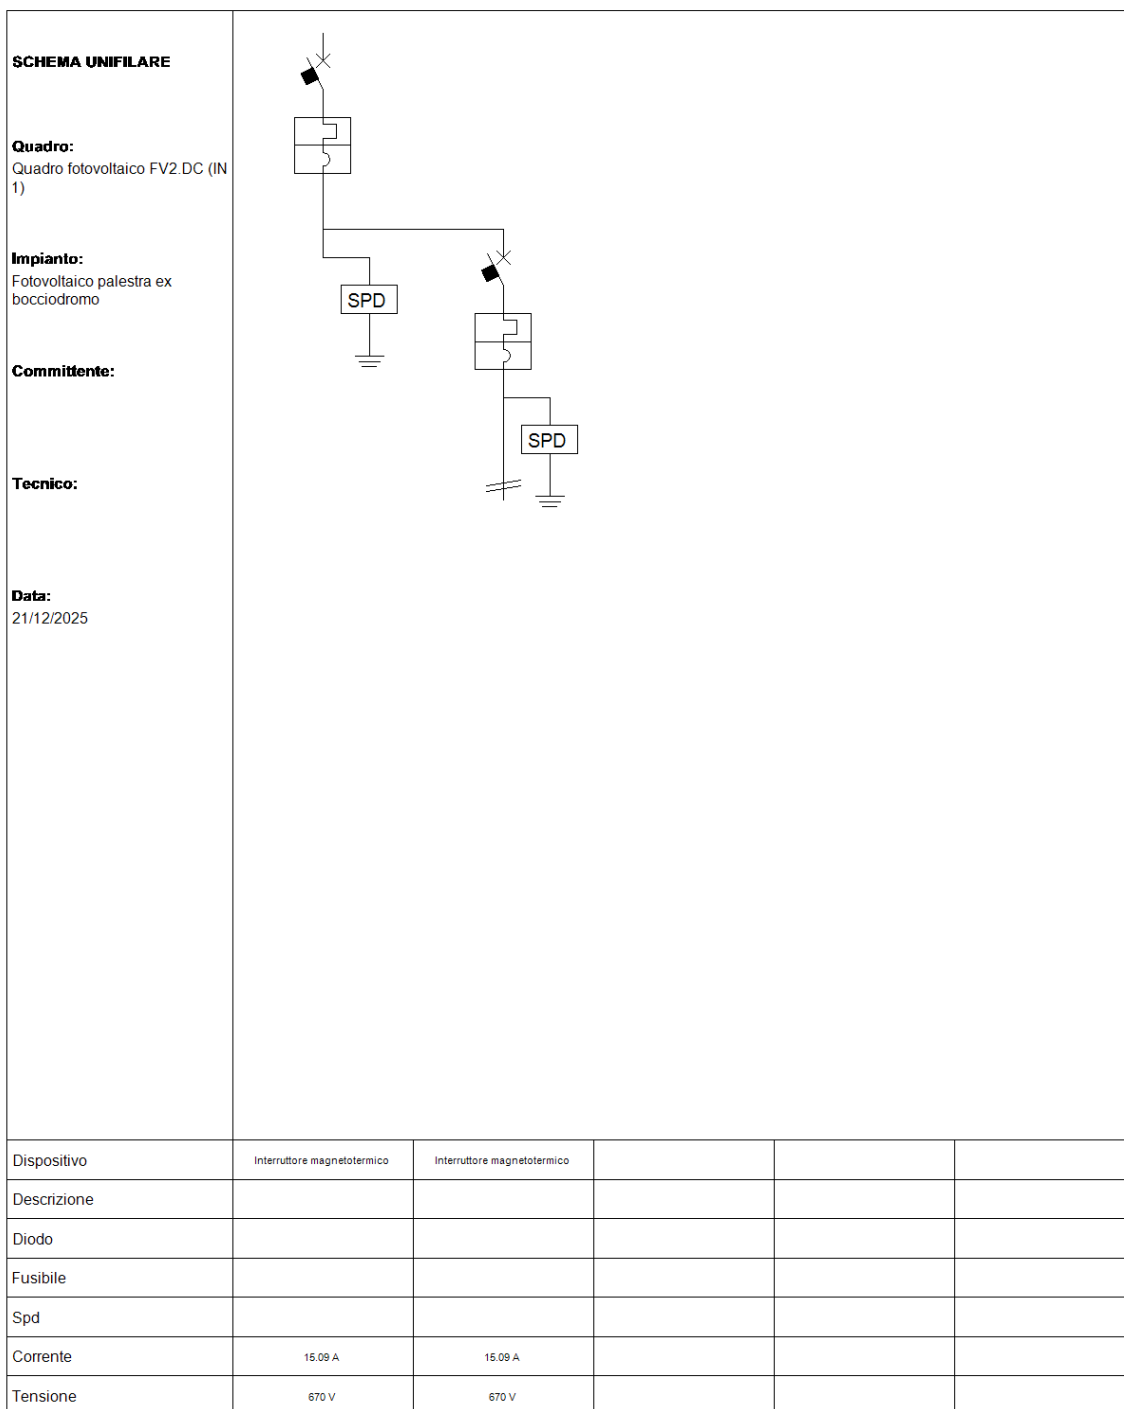 SCHEMA UNIFILARE
Quadro:
Quadro fotovoltaico FV2.DC (IN
1)
Impianto:
Fotovoltaico palestra ex
bocciodromo
Committente:
Tecnico:
Data:
21/12/2025
SPD
SPD
Dispositivo Interruttore magnetotermico Interruttore magnetotermico
Descrizione
Diodo
Fusibile
Spd
Corrente 15.09 A 15.09 A
Tensione 670 V 670 V